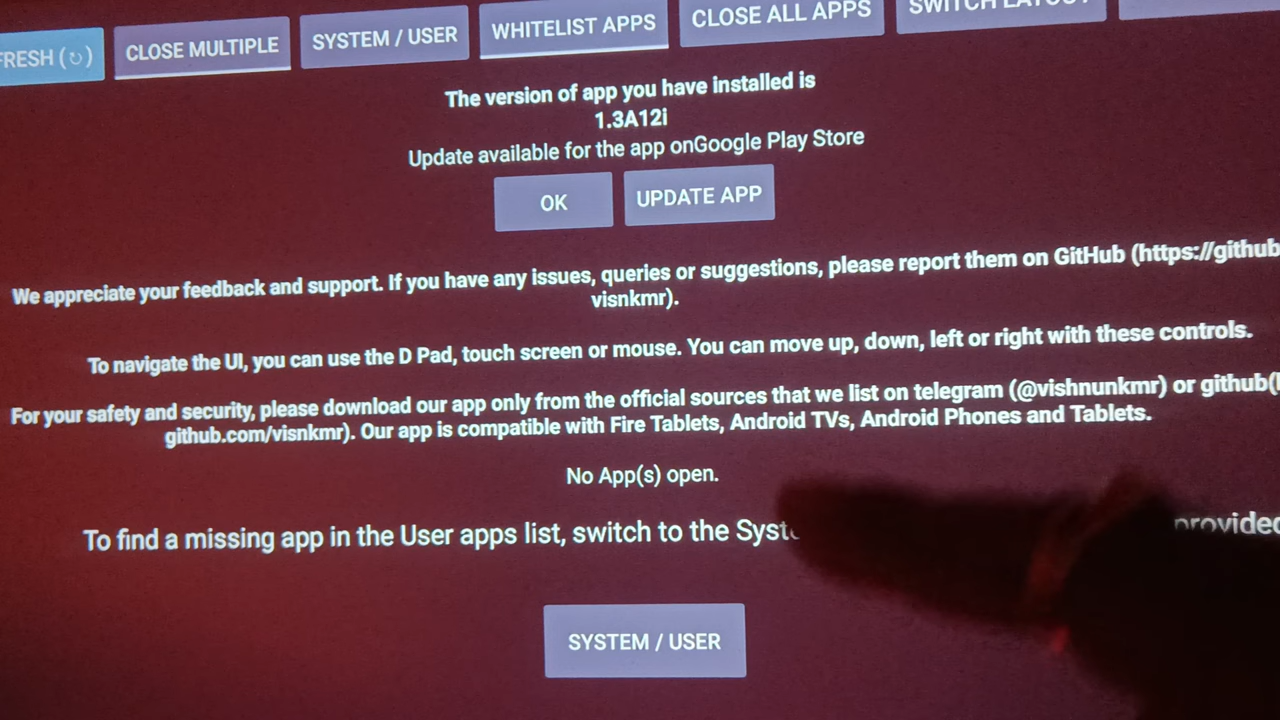 CLOSE MULTIPLE
SYSTEM / USER
WHITELIST APPS
CLOSE ALL APPS
SWITCH LAYOUT
The version of app you have installed is
1.3A12i
Update available for the app onGoogle Play Store
OK
UPDATE APP
We appreciate your feedback and support. If you have any issues, queries or suggestions, please report them on GitHub (https://github
visnkmr).
To navigate the UI, you can use the D Pad, touch screen or mouse. You can move up, down, left or right with these controls.
For your safety and security, please download our app only from the official sources that we list on telegram (@vishnunkmr) or github(
github.com/visnkmr). Our app is compatible with Fire Tablets, Android TVs, Android Phones and Tablets.
No App(s) open.
To find a missing app in the User apps list, switch to the provided
SYSTEM / USER